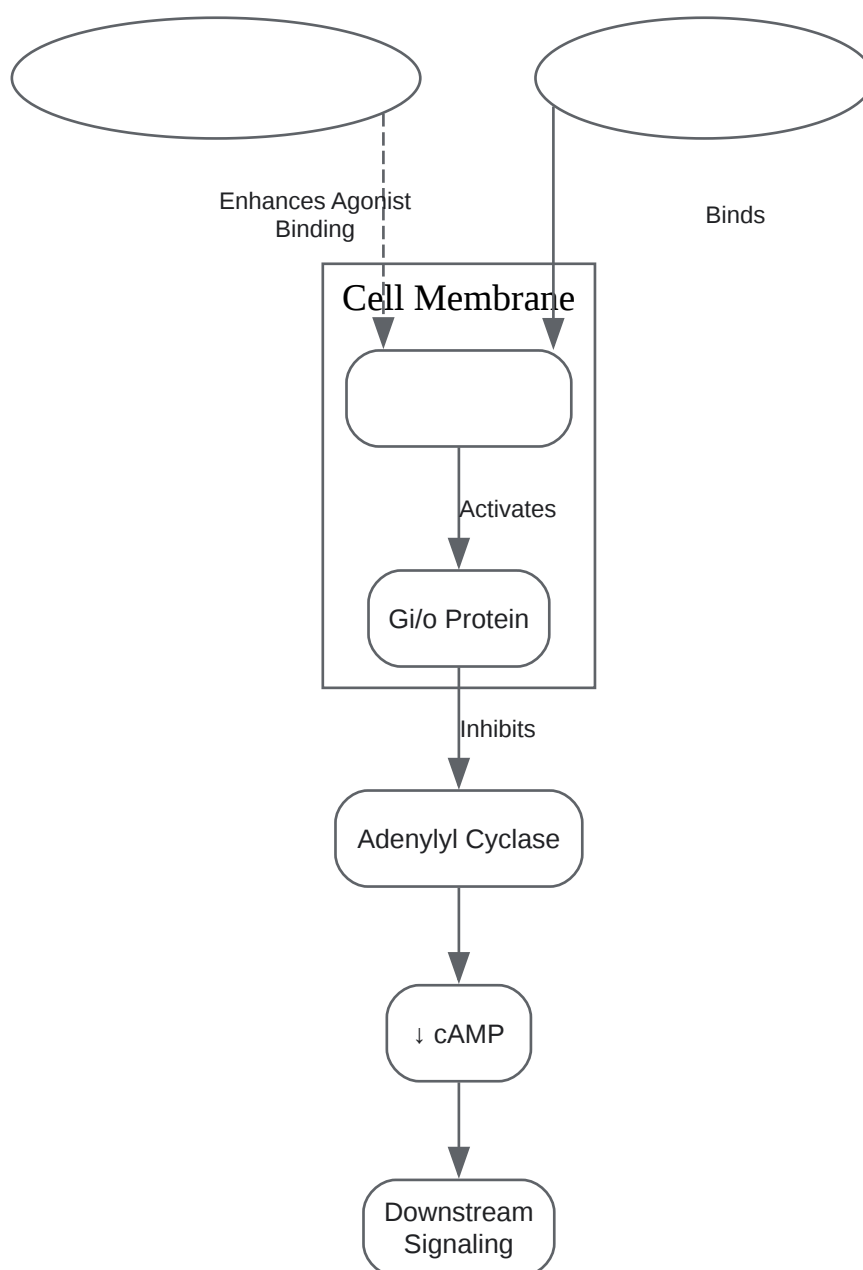 Enhances Agonist
Binding
Binds
Cell Membrane
Activates
Gi/o Protein
Inhibits
Adenylyl Cyclase
↓ cAMP
Downstream
Signaling